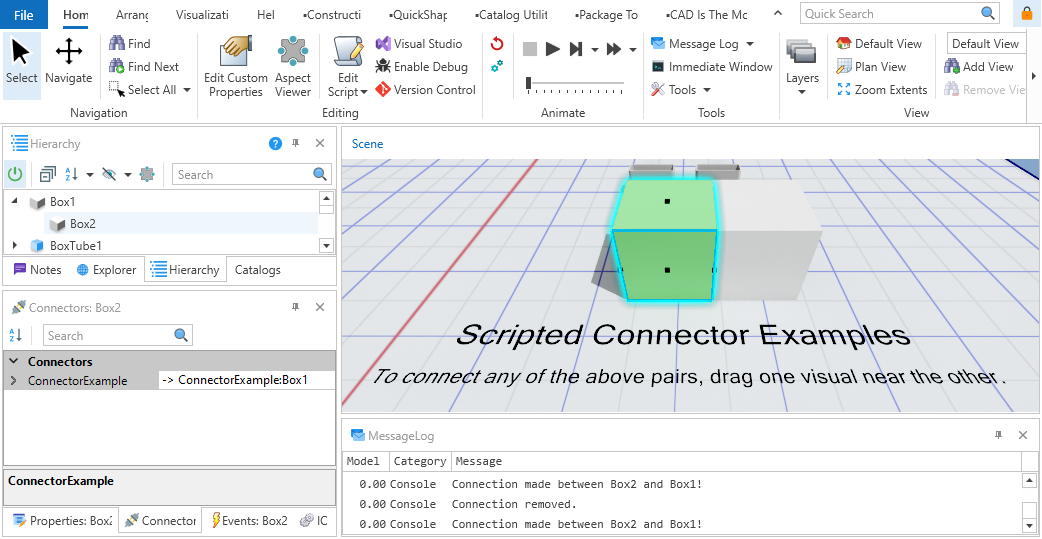 File Hom Arrang Visualizati Hel •Constructi •QuickShap •Catalog Utilit •Package To •CAD Is The Mo Quick Search
Select Navigate Find Find Next Select All
Edit Custom Properties Aspect Viewer Edit Script Visual Studio Enable Debug Version Control
Message Log Immediate Window Tools
Layers Default View Plan View Zoom Extents Default View Add View Remove Vie
Navigation Editing Animate Tools View
Hierarchy
Search
Box1
Box2
BoxTube1
Notes Explorer Hierarchy Catalogs
Connectors: Box2
Search
Connectors
ConnectorExample -> ConnectorExample:Box1
ConnectorExample
Properties: Box2 Connector Events: Box2 IC
Scene
Scripted Connector Examples
To connect any of the above pairs, drag one visual near the other.
MessageLog
Model Category Message
0.00 Console Connection made between Box2 and Box1!
0.00 Console Connection removed.
0.00 Console Connection made between Box2 and Box1!